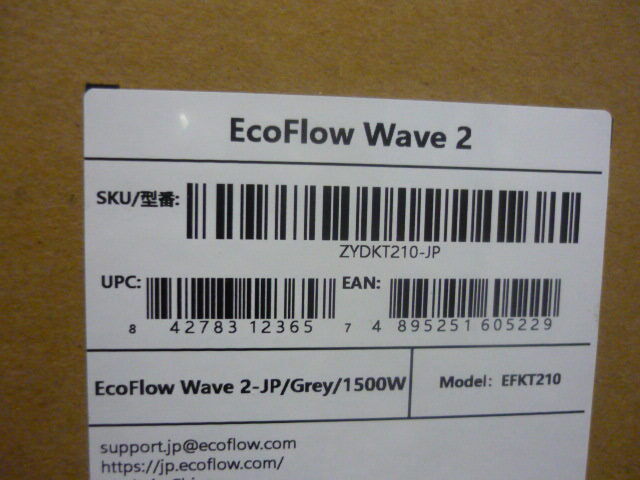 EcoFlow Wave 2
SKU/型番:
ZYDKT210-JP
UPC: EAN:
8 42783 12365 7 4 895251 605229
EcoFlow Wave 2-JP/Grey/1500W Model: EFKT210
support.jp@ecoflow.com
https://jp.ecoflow.com/